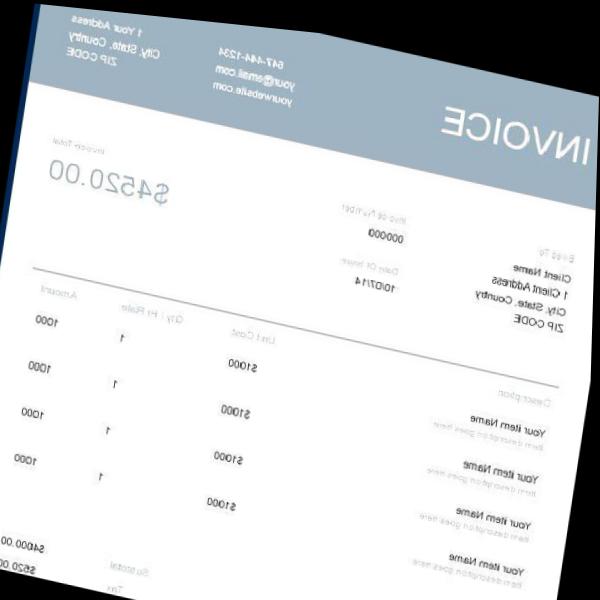 INVOICE
647-444-1234
your@email.com
yourwebsite.com
1 Your Address
City, State, Country
ZIP CODE
Billed To
Client Name
1 Client Address
City, State, Country
ZIP CODE
Invoice Number
000000
Date Of Issue
10/07/14
Invoice Total
$4520.00
Description
Unit Cost
Qty / Hr Rate
Amount
Your Item Name
$1000
1
1000
Item description goes here
Your Item Name
$1000
1
1000
Item description goes here
Your Item Name
$1000
1
1000
Item description goes here
Your Item Name
$1000
1
1000
Item description goes here
Subtotal
$4000.00
Tax
$520.00